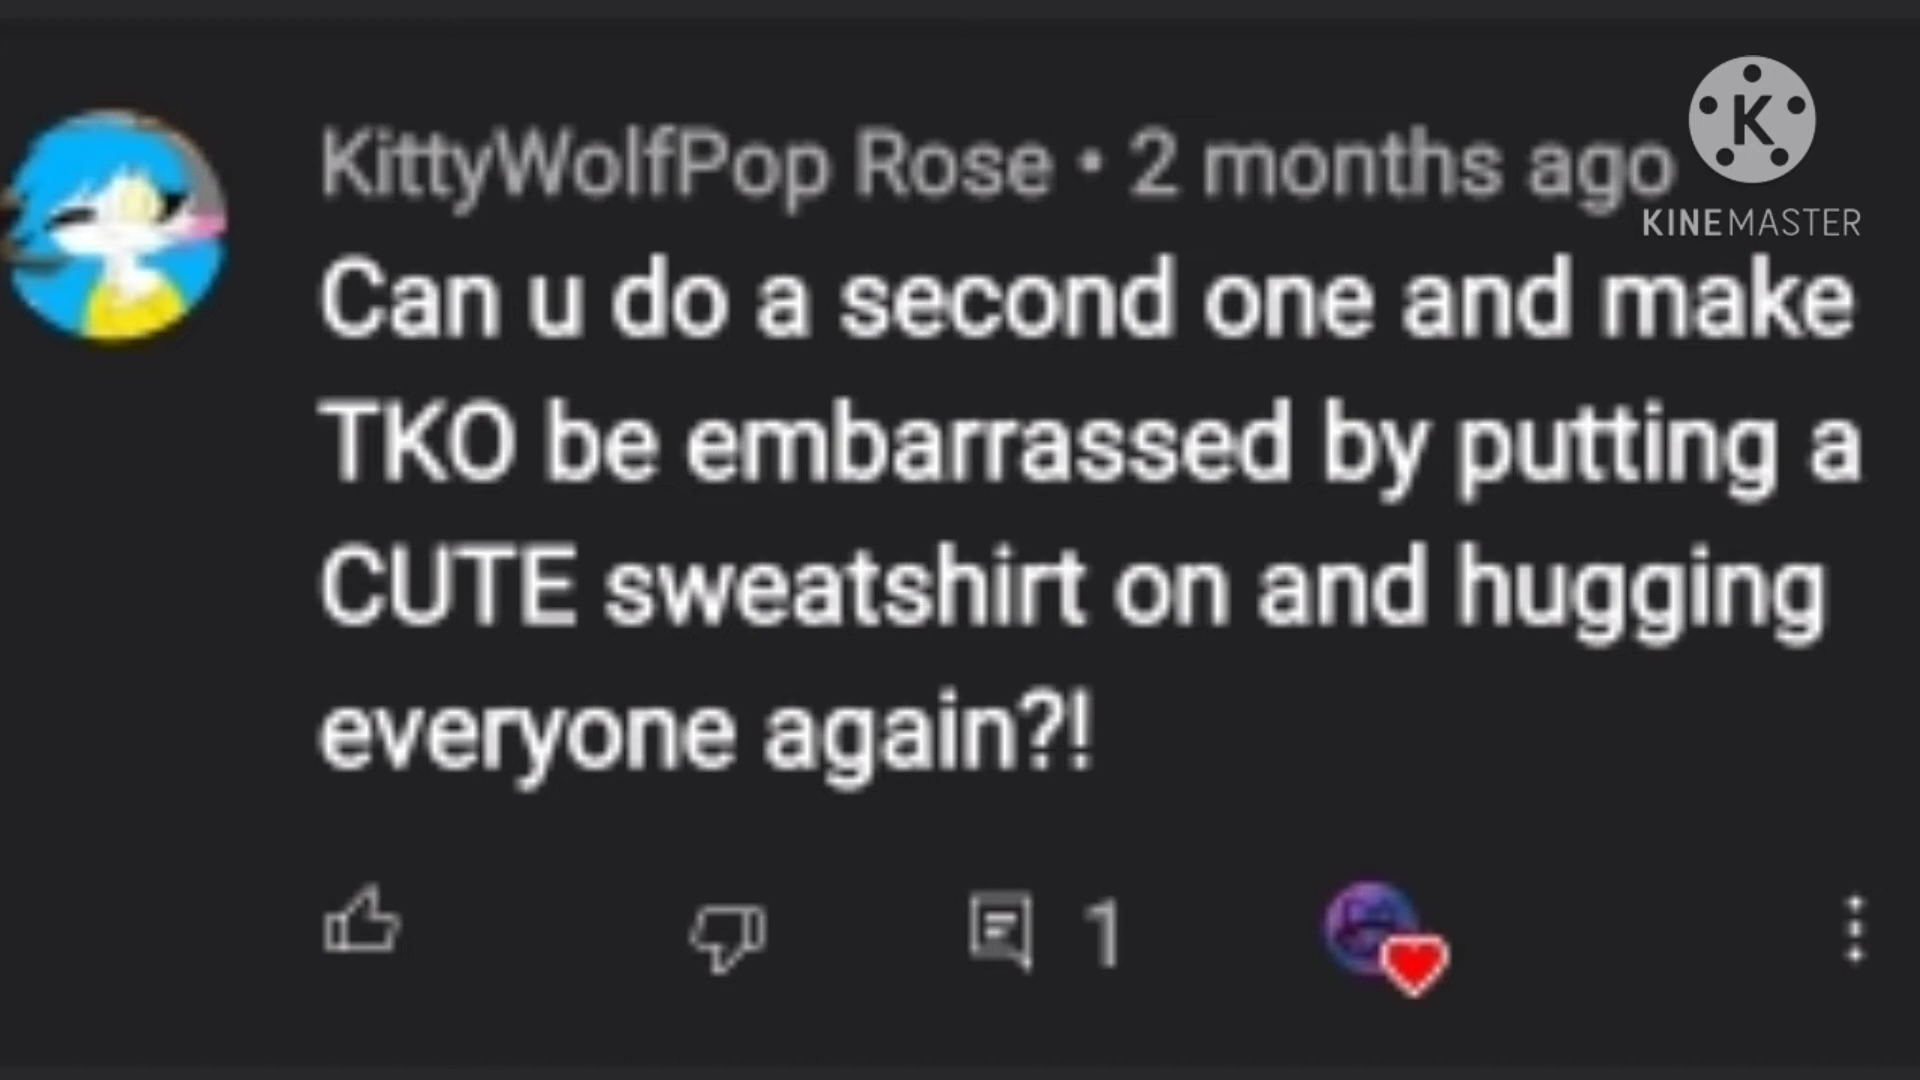 KittyWolfPop Rose • 2 months ago
K
KINEMASTER
Can u do a second one and make
TKO be embarrassed by putting a
CUTE sweatshirt on and hugging
everyone again?!
1